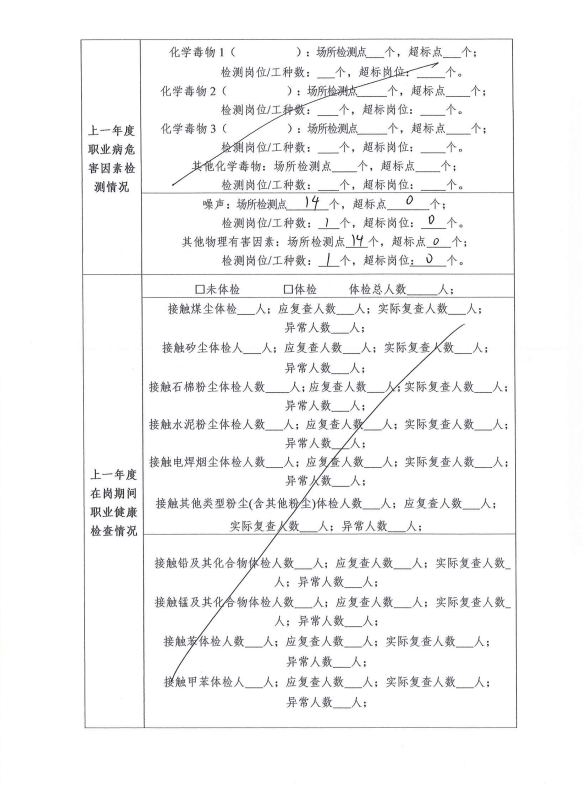 化学毒物1（ ）：场所检测点___个，超标点___个；
检测岗位/工种数：___个，超标岗位：_____个。
化学毒物2（ ）：场所检测点_____个，超标点____个；
检测岗位/工种数：____个，超标岗位：____个。
化学毒物3（ ）：场所检测点_____个，超标点____个；
检测岗位/工种数：____个，超标岗位：____个。
其他化学毒物：场所检测点____个，超标点____个；
检测岗位/工种数：____个，超标岗位：____个。
上一年度
职业病危
害因素检
测情况
噪声：场所检测点 14 个，超标点 0 个；
检测岗位/工种数：1个，超标岗位：0个。
其他物理有害因素：场所检测点14个，超标点0个；
检测岗位/工种数：1个，超标岗位：0个。
口未体检 口体检 体检总人数_____人；
接触煤尘体检___人；应复查人数___人；实际复查人数___人；
异常人数___人；
接触矽尘体检人___人；应复查人数___人；实际复查人数___人；
异常人数___人；
接触石棉粉尘体检人数____人；应复查人数___人；实际复查人数___人；
异常人数___人；
接触水泥粉尘体检人数___人；应复查人数___人；实际复查人数___人；
异常人数___人；
接触电焊烟尘体检人数___人；应复查人数___人；实际复查人数___人；
异常人数___人；
接触其他类型粉尘(含其他粉尘)体检人数___人；应复查人数___人；
实际复查人数___人；异常人数___人；
上一年度
在岗期间
职业健康
检查情况
接触铅及其化合物体检人数___人；应复查人数___人；实际复查人数_
人；异常人数___人；
接触锰及其化合物体检人数___人；应复查人数___人；实际复查人数_
人；异常人数___人；
接触苯体检人数___人；应复查人数___人；实际复查人数___人；
异常人数___人；
接触甲苯体检人___人；应复查人数___人；实际复查人数___人；
异常人数___人；